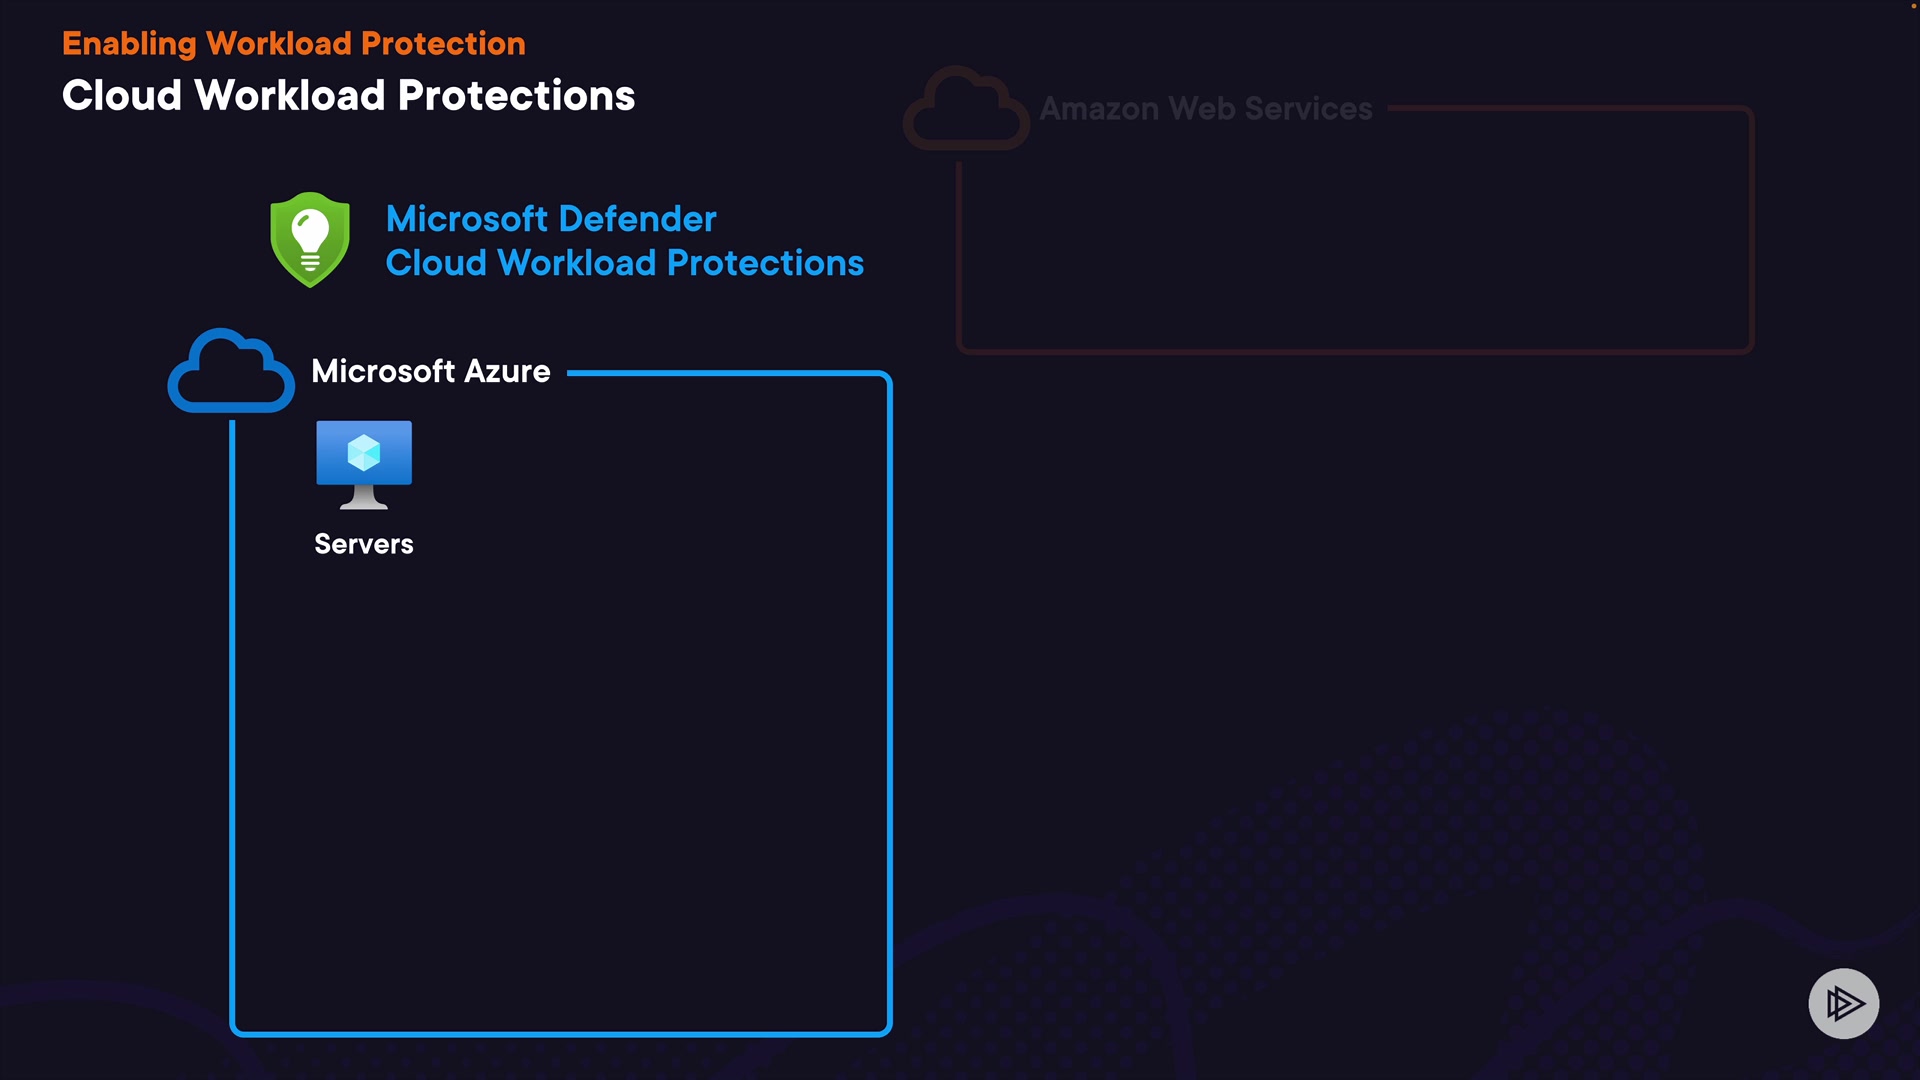 Enabling Workload Protection
Cloud Workload Protections
Amazon Web Services
Microsoft Defender
Cloud Workload Protections
Microsoft Azure
Servers